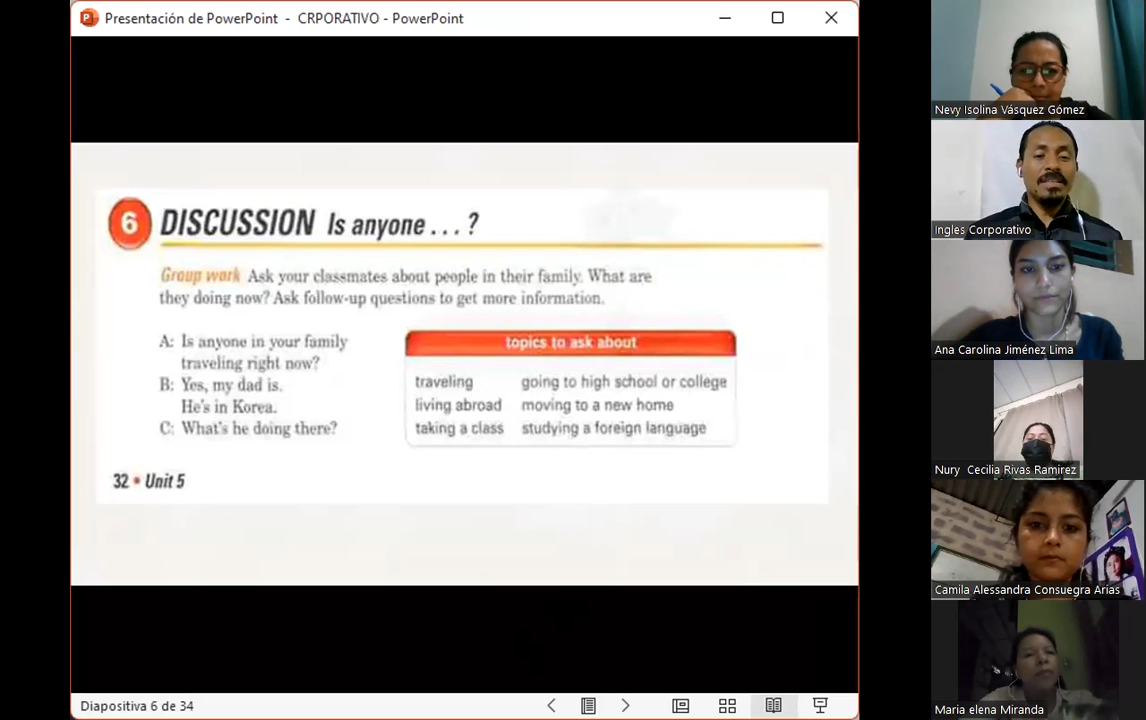 Presentación de PowerPoint - CRPORATIVO - PowerPoint
6 DISCUSSION Is anyone . . . ?
Group work Ask your classmates about people in their family. What are
they doing now? Ask follow-up questions to get more information.
A: Is anyone in your family
traveling right now?
B: Yes, my dad is.
He's in Korea.
C: What's he doing there?
topics to ask about
traveling going to high school or college
living abroad moving to a new home
taking a class studying a foreign language
32 • Unit 5
Diapositiva 6 de 34
Nevy Isolina Vásquez Gómez
Ingles Corporativo
Ana Carolina Jiménez Lima
Nury Cecilia Rivas Ramirez
Camila Alessandra Consuegra Arias
Maria elena Miranda